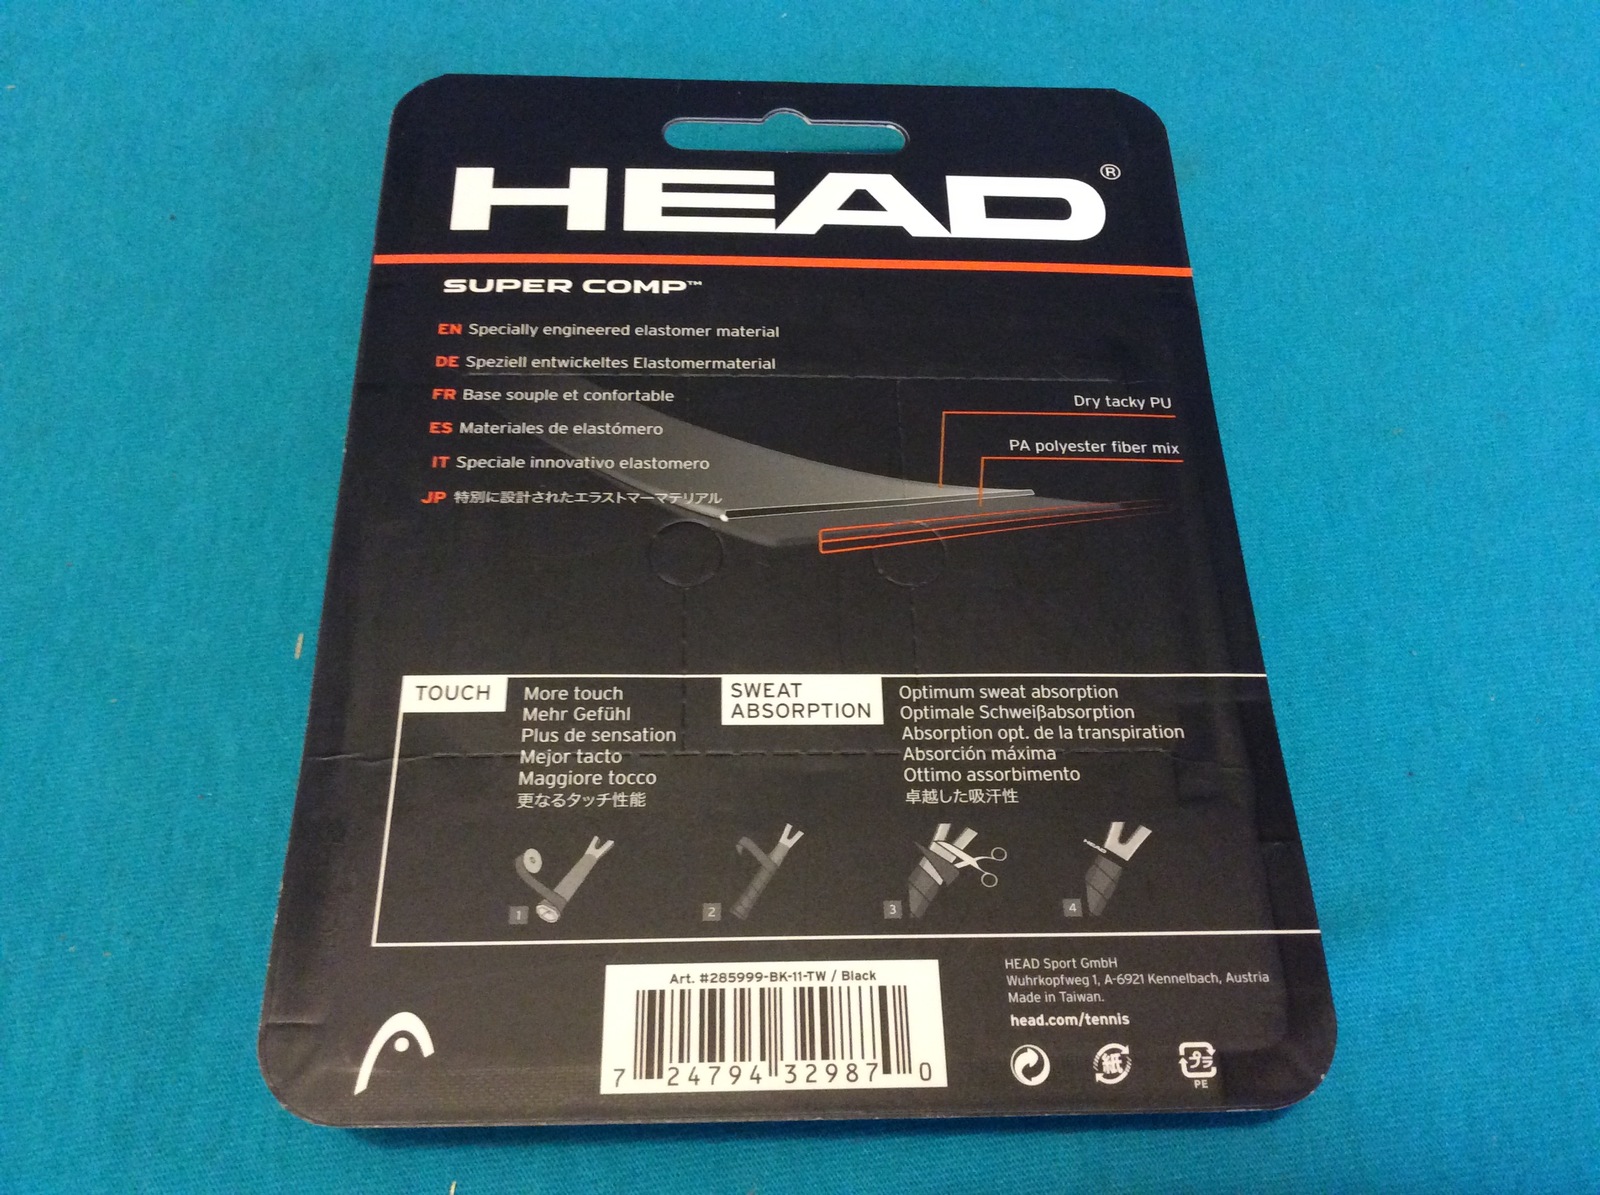 HEAD®
SUPER COMP™
EN Specially engineered elastomer material
DE Speziell entwickeltes Elastomermaterial
FR Base souple et confortable
ES Materiales de elastómero
IT Speciale innovativo elastomero
JP 特別に設計されたエラストマーマテリアル
Dry tacky PU
PA polyester fiber mix
TOUCH
More touch
Mehr Gefühl
Plus de sensation
Mejor tacto
Maggiore tocco
更なるタッチ性能
SWEAT
ABSORPTION
Optimum sweat absorption
Optimale Schweißabsorption
Absorption opt. de la transpiration
Absorción máxima
Ottimo assorbimento
卓越した吸汗性
1
2
3
HEAD
4
Art. #285999-BK-11-TW / Black
7 24794 32987 0
HEAD Sport GmbH
Wuhrkopfweg 1, A-6921 Kennelbach, Austria
Made in Taiwan.
head.com/tennis
紙
プラ
PE